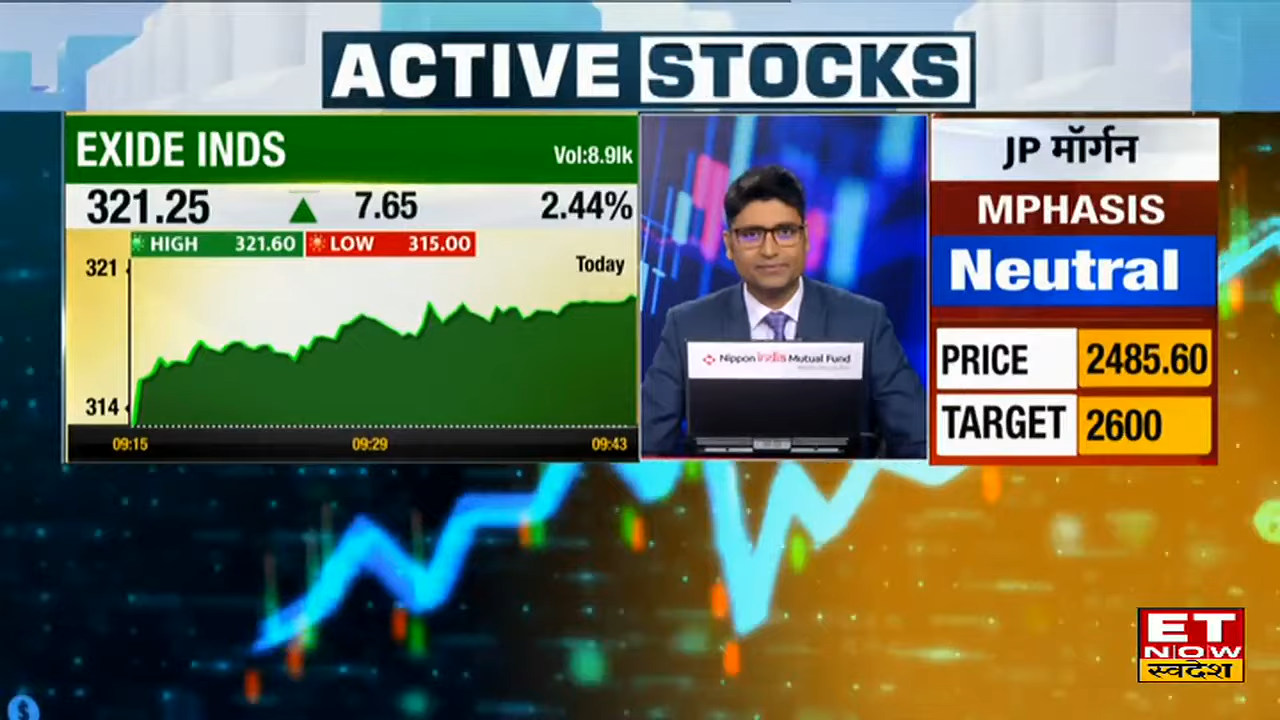 ACTIVE STOCKS
EXIDE INDS
Vol:8.9lk
321.25 ▲ 7.65 2.44%
HIGH 321.60 LOW 315.00
Today
321
314
09:15 09:29 09:43
Nippon india Mutual Fund
JP मॉर्गन
MPHASIS
Neutral
PRICE 2485.60
TARGET 2600
ET
NOW
स्वदेश
$